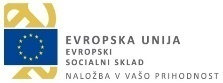 EVROPSKA UNIJA
EVROPSKI
SOCIALNI SKLAD
NALOŽBA V VAŠO PRIHODNOST